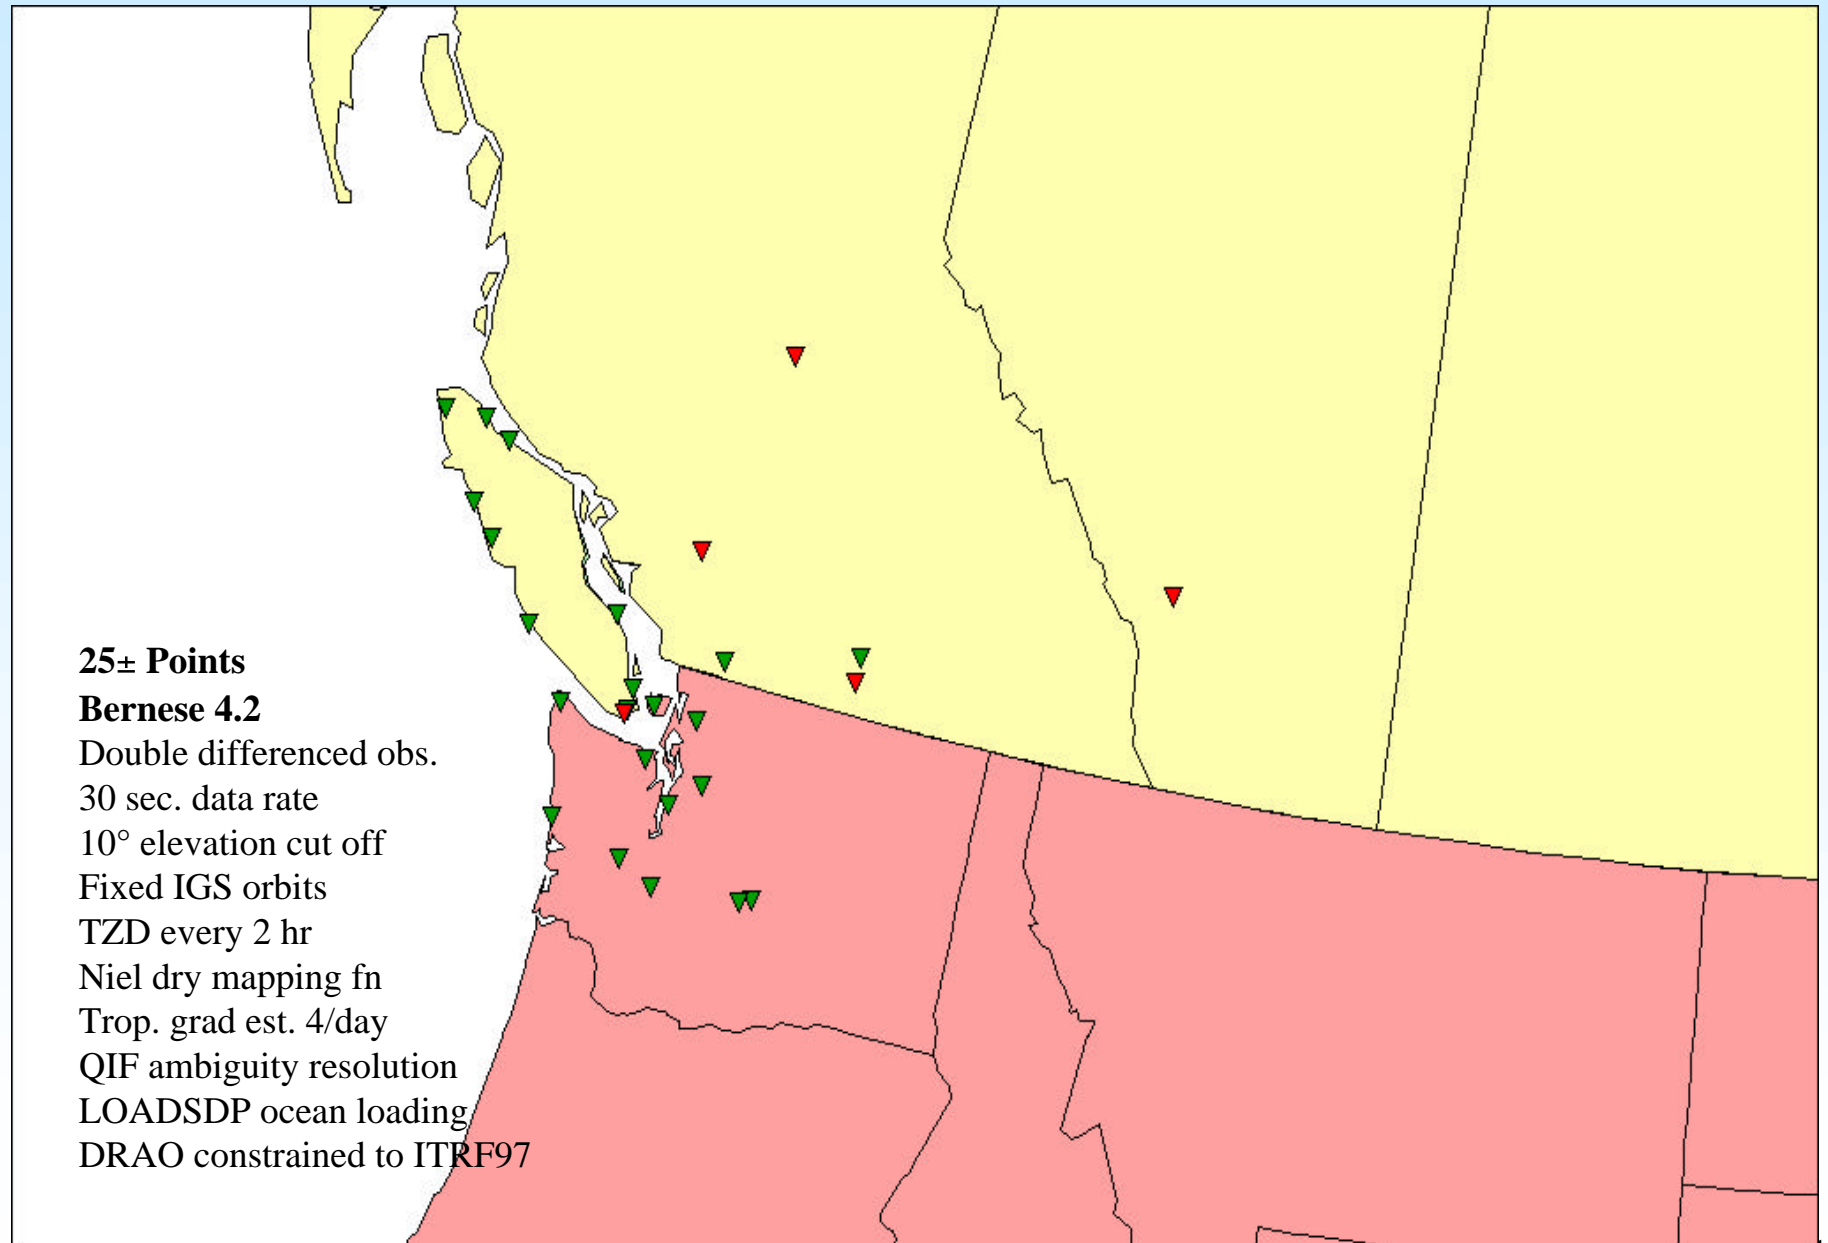 25± Points
Bernese 4.2
Double differenced obs.
30 sec. data rate
10° elevation cut off
Fixed IGS orbits
TZD every 2 hr
Niel dry mapping fn
Trop. grad est. 4/day
QIF ambiguity resolution
LOADSDP ocean loading
DRAO constrained to ITRF97